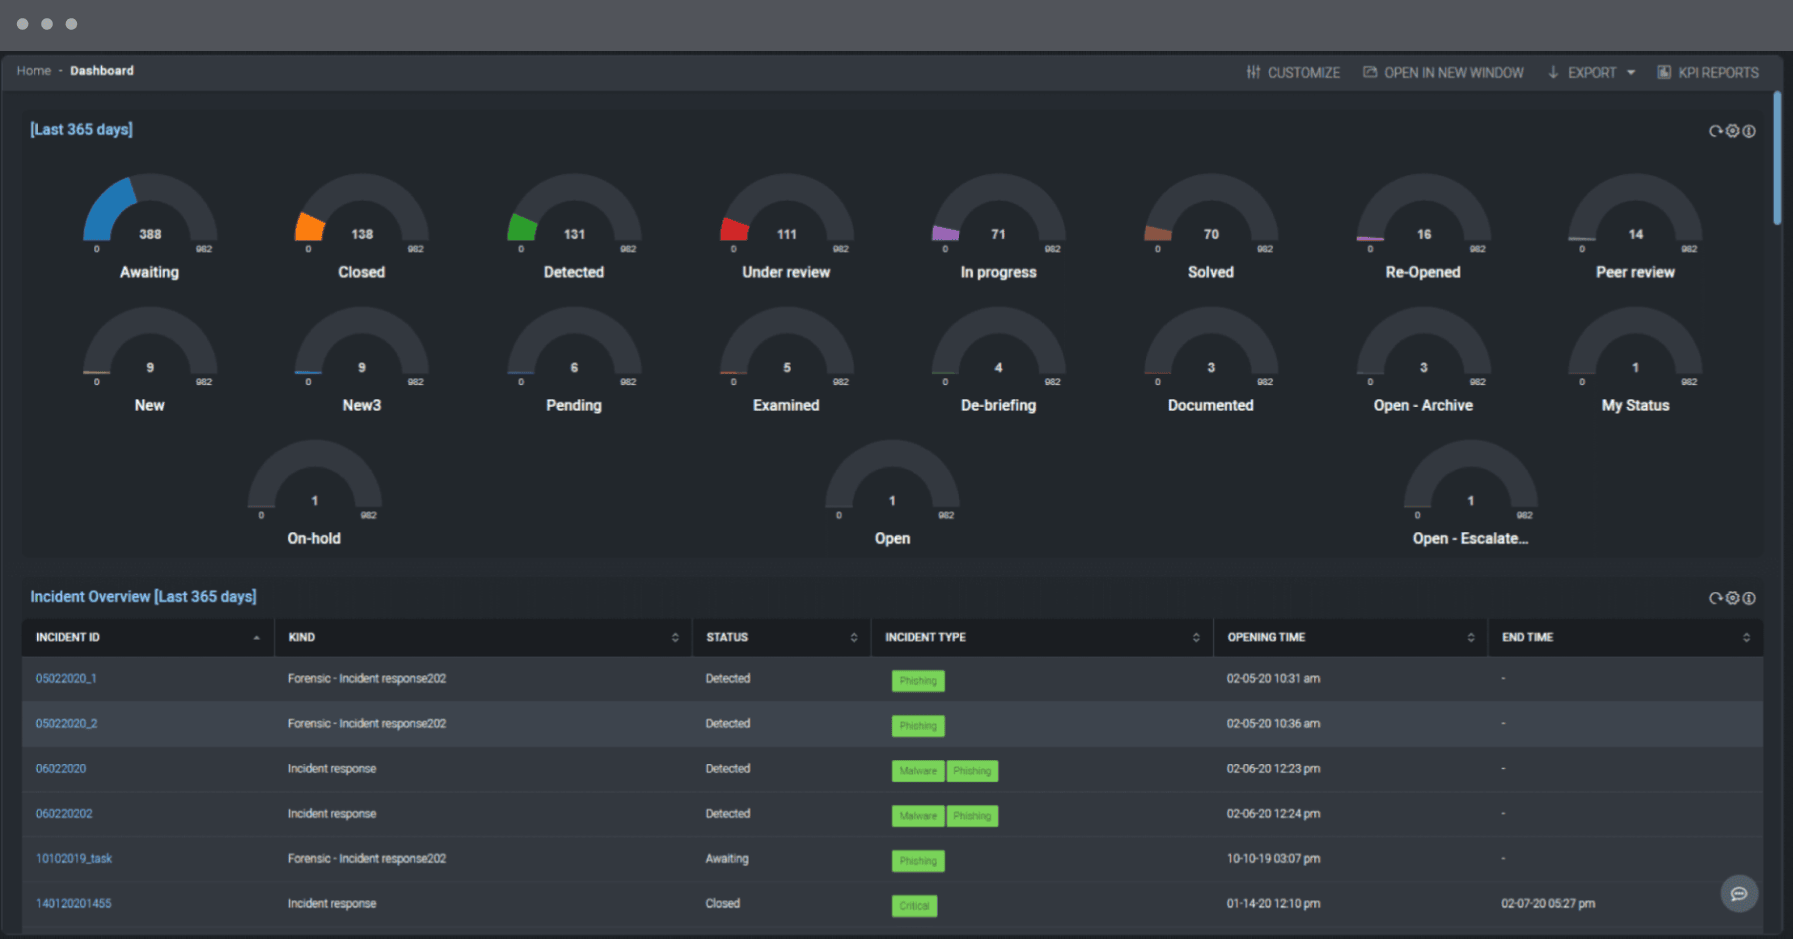 Home - Dashboard CUSTOMIZE OPEN IN NEW WINDOW EXPORT KPI REPORTS
[Last 365 days]
388 138 131 111 71 70 16 14
0 982 0 982 0 982 0 982 0 982 0 982 0 982 0 982
Awaiting Closed Detected Under review In progress Solved Re-Opened Peer review
9 9 6 5 4 3 3 1
0 982 0 982 0 982 0 982 0 982 0 982 0 982 0 982
New New3 Pending Examined De-briefing Documented Open - Archive My Status
1 1 1
0 982 0 982 0 982
On-hold Open Open - Escalate...
Incident Overview [Last 365 days]
INCIDENT ID KIND STATUS INCIDENT TYPE OPENING TIME END TIME
05022020_1 Forensic - Incident response202 Detected Phishing 02-05-20 10:31 am -
05022020_2 Forensic - Incident response202 Detected Phishing 02-05-20 10:36 am -
06022020 Incident response Detected Malware Phishing 02-06-20 12:23 pm -
060220202 Incident response Detected Malware Phishing 02-06-20 12:24 pm -
10102019_task Forensic - Incident response202 Awaiting Phishing 10-10-19 03:07 pm -
140120201455 Incident response Closed Critical 01-14-20 12:10 pm 02-07-20 05:27 pm